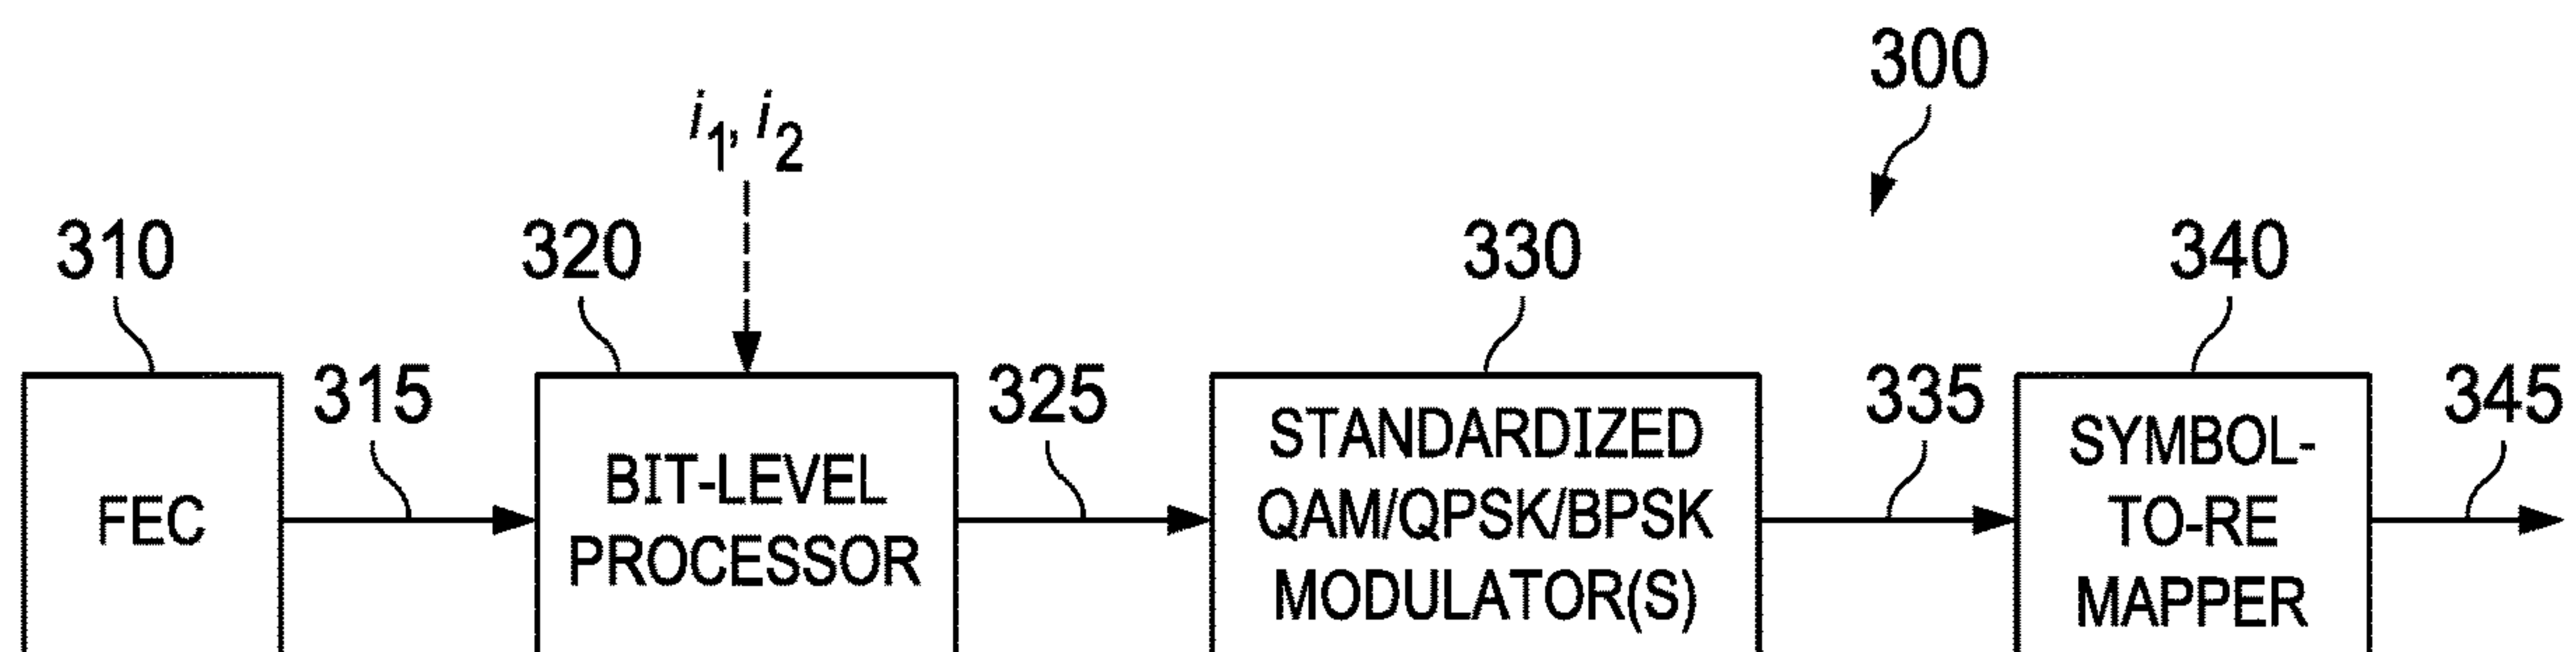 300
i1, i2
310
320
330
340
315
325
335
345
FEC
BIT-LEVEL
PROCESSOR
STANDARDIZED
QAM/QPSK/BPSK
MODULATOR(S)
SYMBOL-
TO-RE
MAPPER